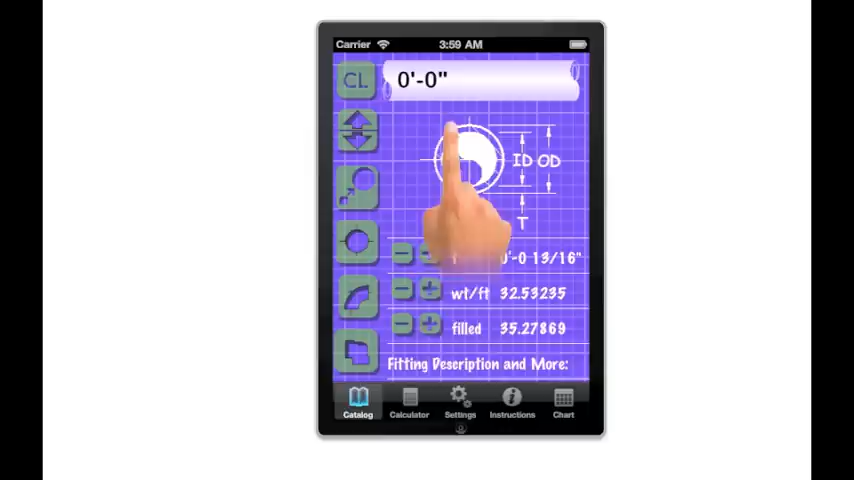 Carrier 3:59 AM
CL
0'-0"
ID OD
T
0'-0 13/16"
wt/ft 32.53235
filled 35.27869
Fitting Description and More:
Catalog Calculator Settings Instructions Chart